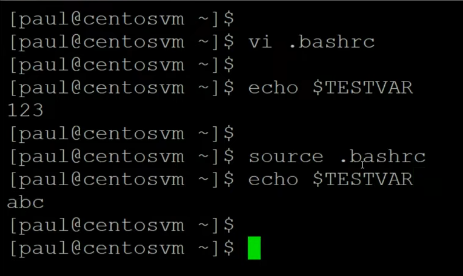 [paul@centosvm ~]$
[paul@centosvm ~]$ vi .bashrc
[paul@centosvm ~]$
[paul@centosvm ~]$ echo $TESTVAR
123
[paul@centosvm ~]$
[paul@centosvm ~]$ source .bashrc
[paul@centosvm ~]$ echo $TESTVAR
abc
[paul@centosvm ~]$
[paul@centosvm ~]$